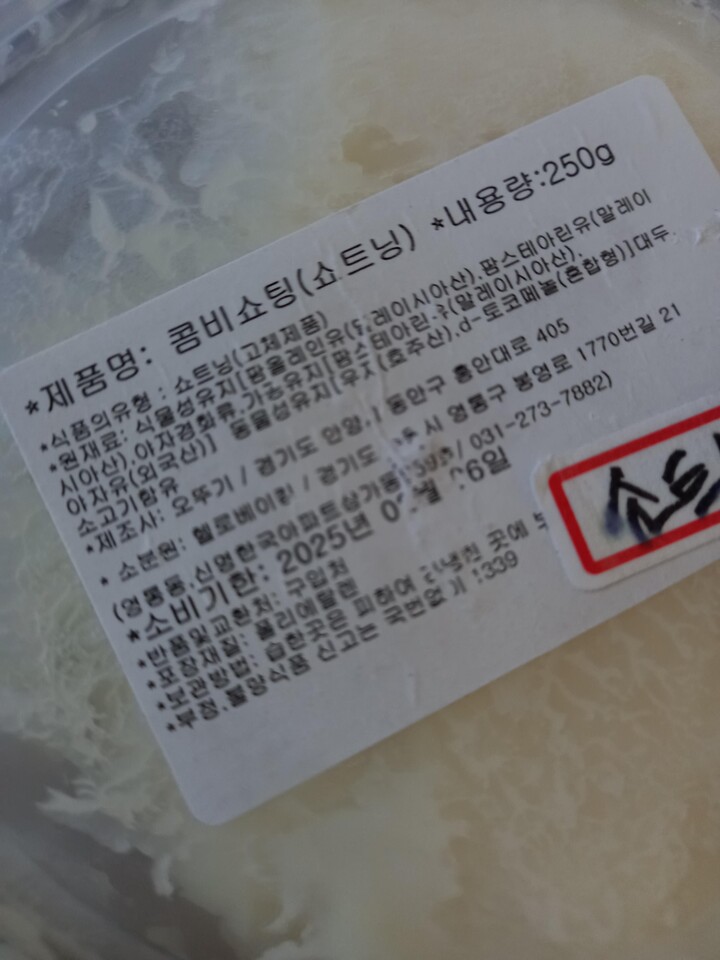 *제품명: 콤비쇼팅(쇼트닝) *내용량:250g
*식품의유형 : 쇼트닝(고체제품)
*원재료: 식물성유지[팜올레인유(말레이시아산),팜스테아린유(말레이
시아산),야자경화류,가공유지[팜스테아린유(말레이시아산),
야자유(외국산)] 동물성유지(우지(호주산),d-토코페놀(혼합형)]대두,
소고기함유
*제조사: 오뚜기 / 경기도 안양시 동안구 흥안대로 405
* 소분원: 헬로베이킹 / 경기도 시 영통구 봉영로 1770번길 21
(영통동,신명한국아파트상가동 / 031-273-7882)
*소비기한: 2025년 월 6일
*반품및교환처: 구입처
*포장재질: 폴리에틸렌
*보관방법: 습한곳은 피하여 곳에
*부정,불량식품 신고는 국번없이 1399
쇼트